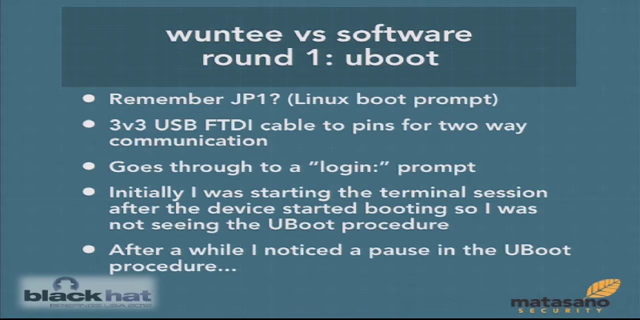 wuntee vs software
round 1: uboot
Remember JP1? (Linux boot prompt)
3v3 USB FTDI cable to pins for two way
communication
Goes through to a “login:” prompt
Initially I was starting the terminal session
after the device started booting so I was
not seeing the UBoot procedure
After a while I noticed a pause in the UBoot
procedure...
black hat
matasano
SECURITY